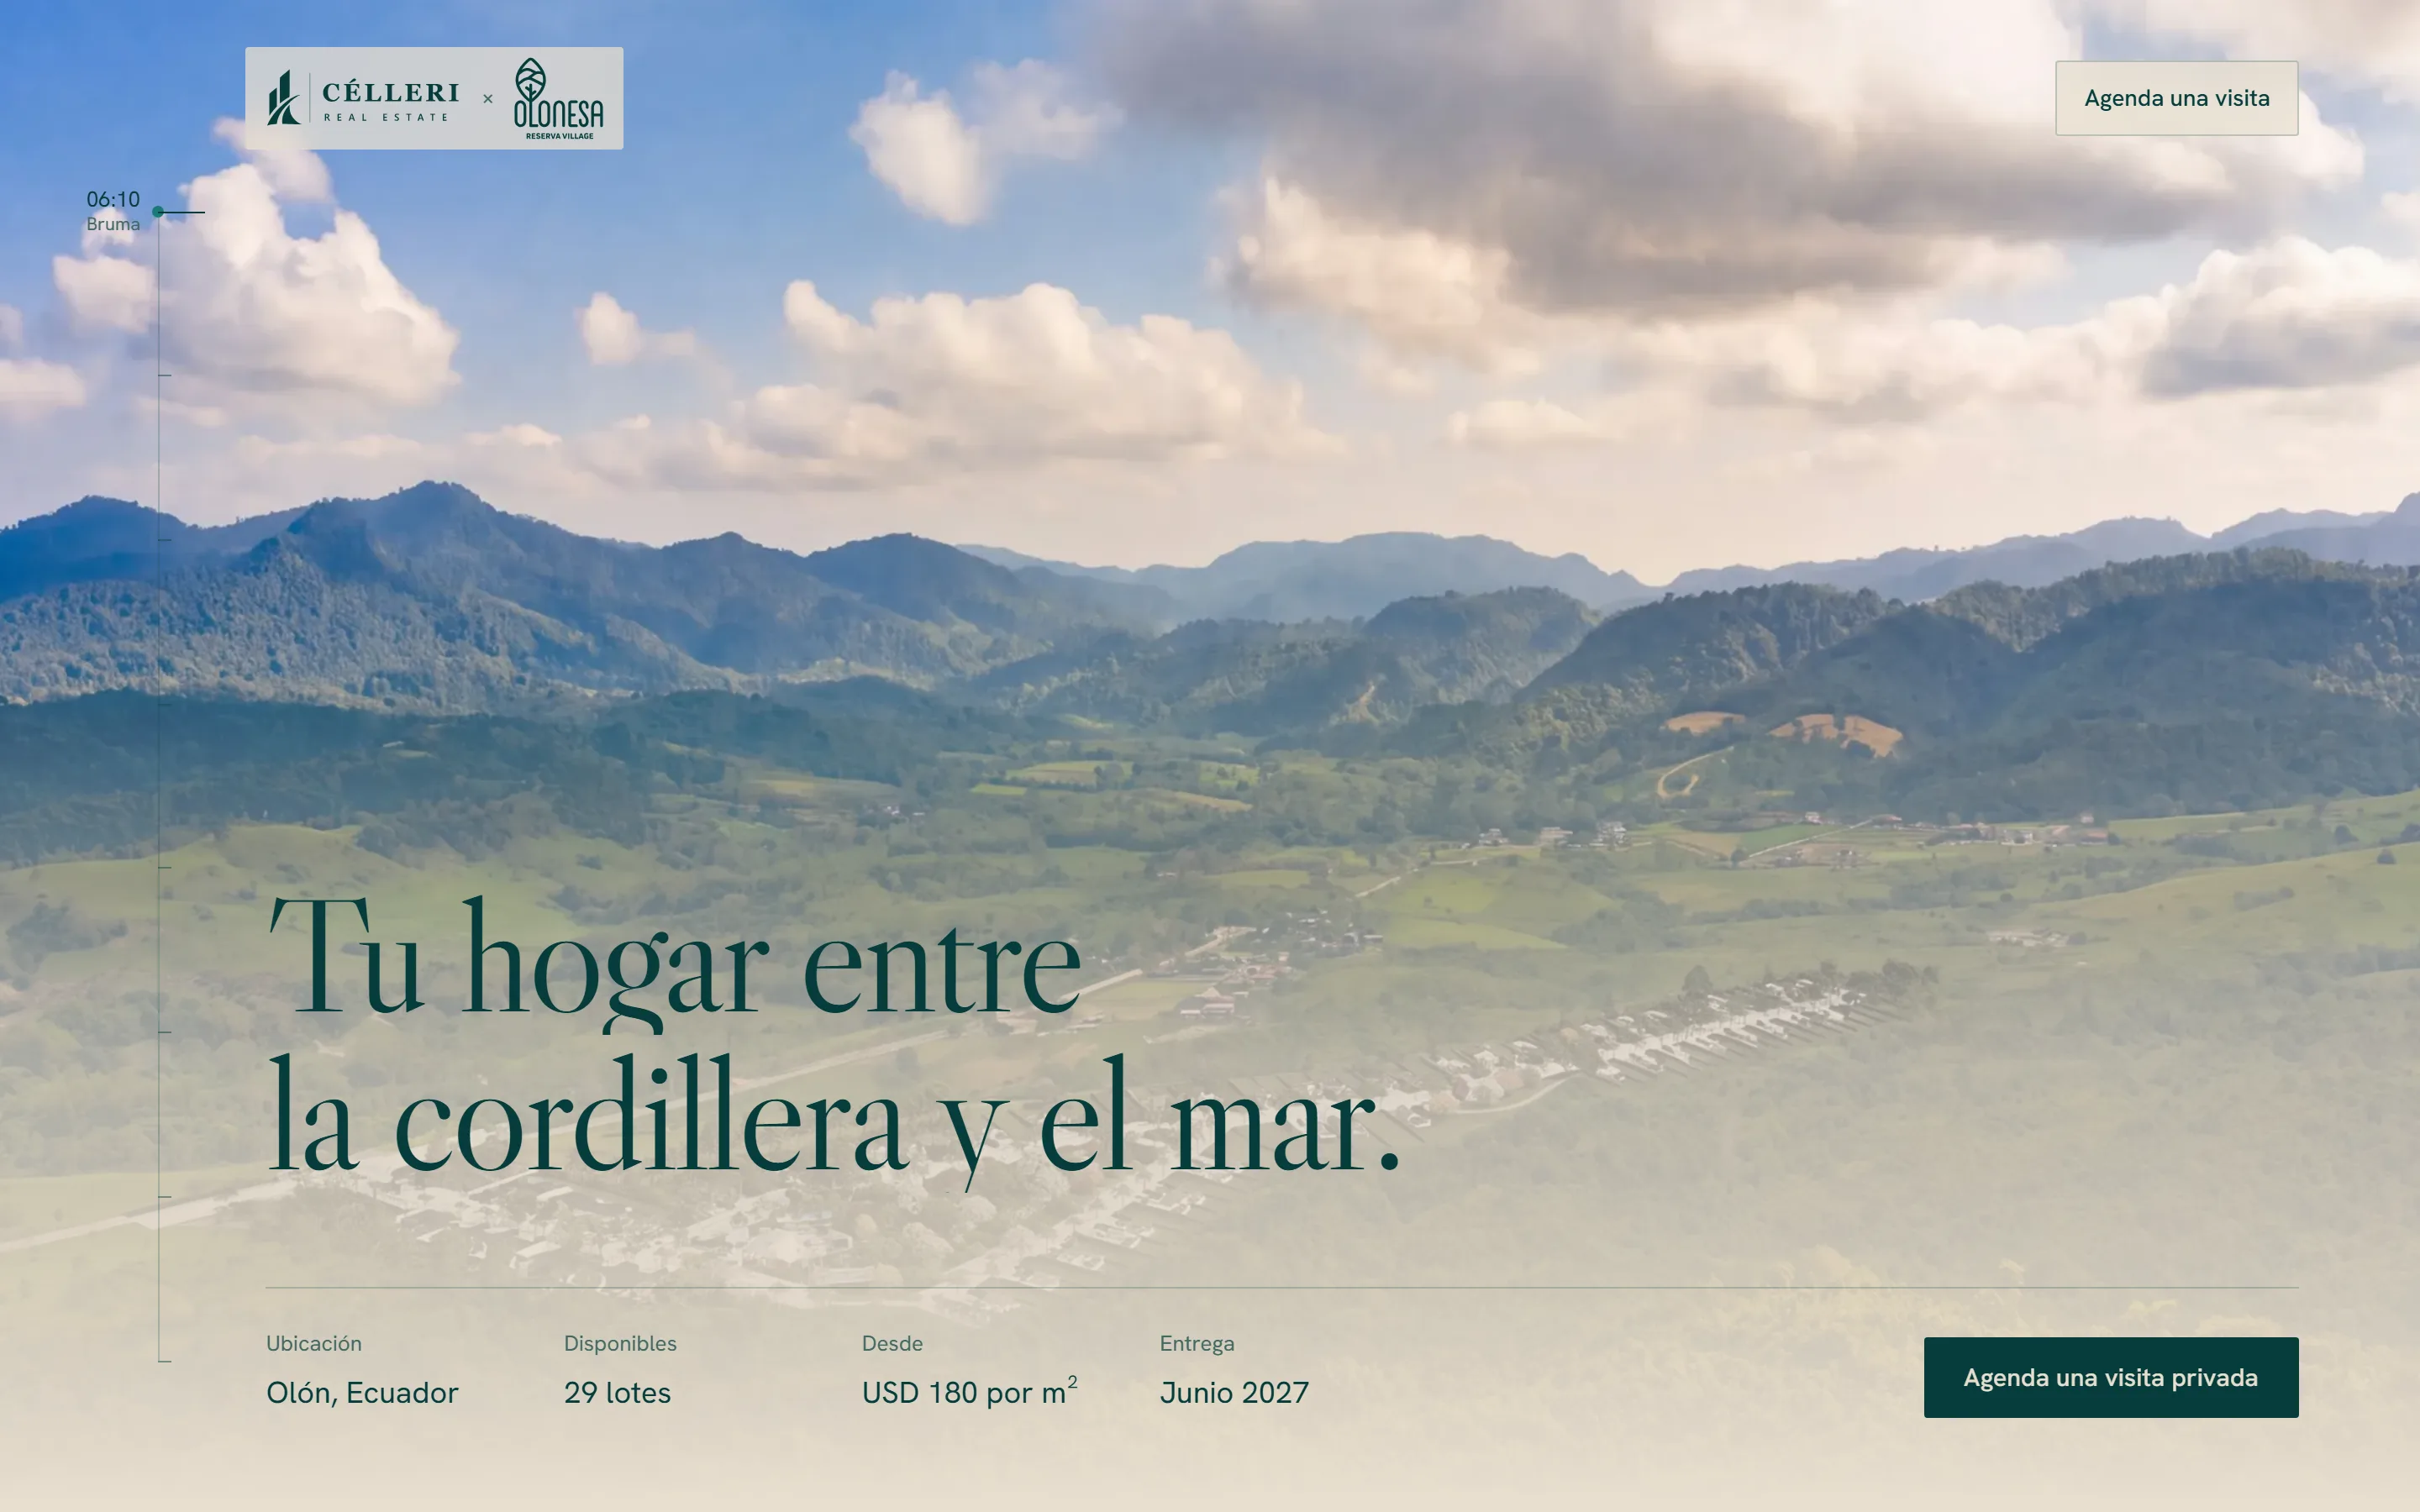 CÉLLERI
REAL ESTATE
×
OLONESA
RESERVA VILLAGE
Agenda una visita
06:10
Bruma
Tu hogar entre
la cordillera y el mar.
Ubicación
Olón, Ecuador
Disponibles
29 lotes
Desde
USD 180 por m²
Entrega
Junio 2027
Agenda una visita privada